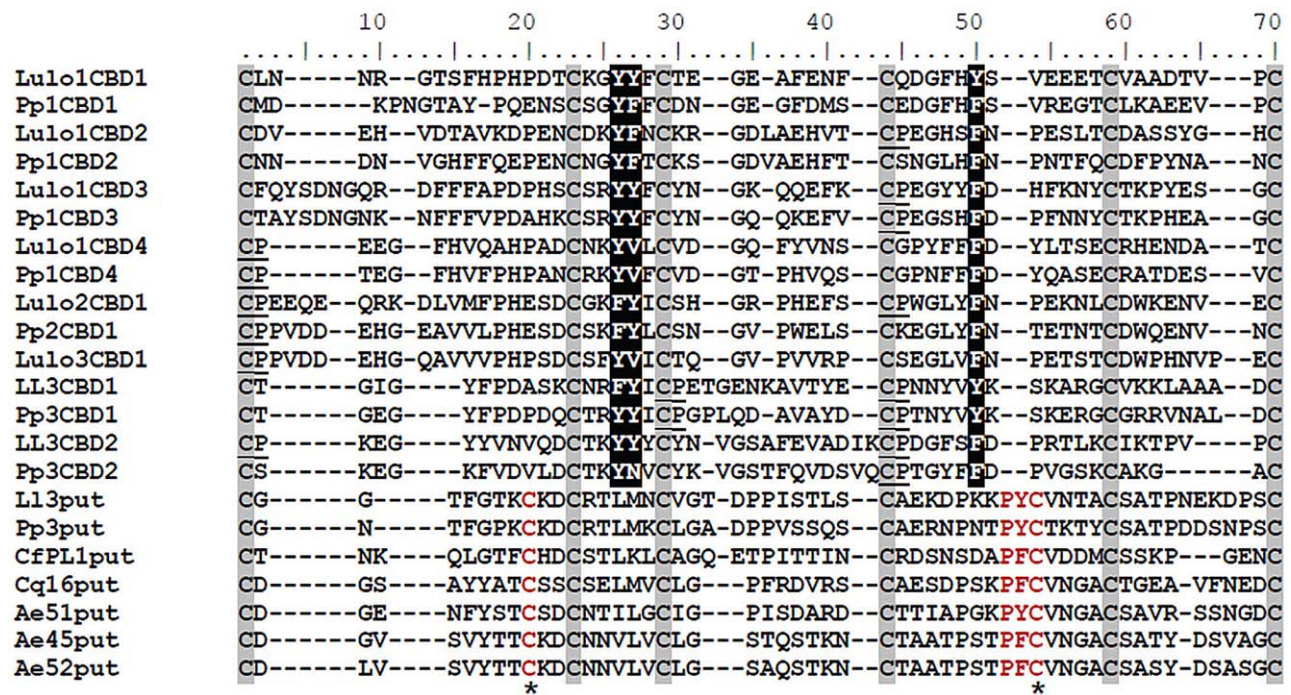 10 20 30 40 50 60 70
Lulo1CBD1 CLN------NR---GTSFHPHPDTCKGYYFCTE--GE-AFENF--CQDGFHYS--VEEETCVAADTV---PC
Pp1CBD1 CMD------KPNGTAY-PQENSCSGYFFCDN--GE-GFDMS--CEDGFHFS--VREGTCLKAEEV---PC
Lulo1CBD2 CDV------EH--VDTAVKDPENCDKYFNCKR--GDLAEHVT--CPEGHSFN--PESLTCDASSYG---HC
Pp1CBD2 CNN------DN--VGHFFQEPENCNGYFTCKS--GDVAEHFT--CSNGLHFN--PNTFQCDFPYNA---NC
Lulo1CBD3 CFQYSDNGQR--DFFFAPDPHSCSRYYFCYN--GK-QQEFK--CPEGYYFD--HFKNYCTKPYES---GC
Pp1CBD3 CTAYSDNGNK--NFFFVPDAHKCSRYYFCYN--GQ-QKEFV--CPEGSHFD--PFNNYCTKPHEA---GC
Lulo1CBD4 CP------EEG--FHVQAHPADCNKYVLCVD--GQ-FYVNS--CGPYFFFD--YLTSECRHENDA---TC
Pp1CBD4 CP------TEG--FHVFPHPANCRKYVFCVD--GT-PHVQS--CGPNFFFD--YQASECRATDES---VC
Lulo2CBD1 CPEEQE--QRK-DLVMFPHESDCGKFYICSH--GR-PHEFS--CPWGLYFN--PEKNLCDWKENV---EC
Pp2CBD1 CPPVDD--EHG-EAVVLPHESDCSKFYLCSN--GV-PWELS--CKEGLYFN--TETNTCDWQENV---NC
Lulo3CBD1 CPPVDD--EHG-QAVVVPHPSDCSFYVICTQ--GV-PVVRP--CSEGLVFN--PETSTCDWPHNVP--EC
LL3CBD1 CT------GIG----YFPDASKCNRFYICPETGENKAVTYE--CPNNYVYK--SKARGCVKKLAAA--DC
Pp3CBD1 CT------GEG----YFPDPDQCTRYYICPGPLQD-AVAYD--CPTNYVYK--SKERGCGRRVNAL--DC
LL3CBD2 CP------KEG----YYVNVQDCTKYYYCYN-VGSAFEVADIKCPDGFSFD--PRTLKCIKTPV----PC
Pp3CBD2 CS------KEG----KFVDVLDCTKYNVCYK-VGSTFQVDSVQCPTGYFFD--PVGSKCAKG------AC
Ll3put CG------G-----TFGTKCKDCRTLMNCVGT-DPPISTLS--CAEKDPKKPYCVNTACSATPNEKDPSC
Pp3put CG------N-----TFGPKCKDCRTLMKCLGA-DPPVSSQS--CAERNPNTPYCTKTYCSATPDDSNPSC
CfPL1put CT------NK----QLGTFCHDCSTLKLCAGQ-ETPITTIN--CRDSNSDAPFCVDDMCSSKP---GENC
Cq16put CD------GS----AYYATCSSCSELMVCLG---PFRDVRS--CAESDPSKPFCVNGACTGEA-VFNEDC
Ae51put CD------GE----NFYSTCSDCNTILGCIG---PISDARD--CTTIAPGKPYCVNGACSAVR-SSNGDC
Ae45put CD------GV----SVYTTCKDCNNVLVCLG---STQSTKN--CTAATPSTPFCVNGACSATY-DSVAGC
Ae52put CD------LV----SVYTTCKDCNNVLVCLG---SAQSTKN--CTAATPSTPFCVNGACSASY-DSASGC
* *